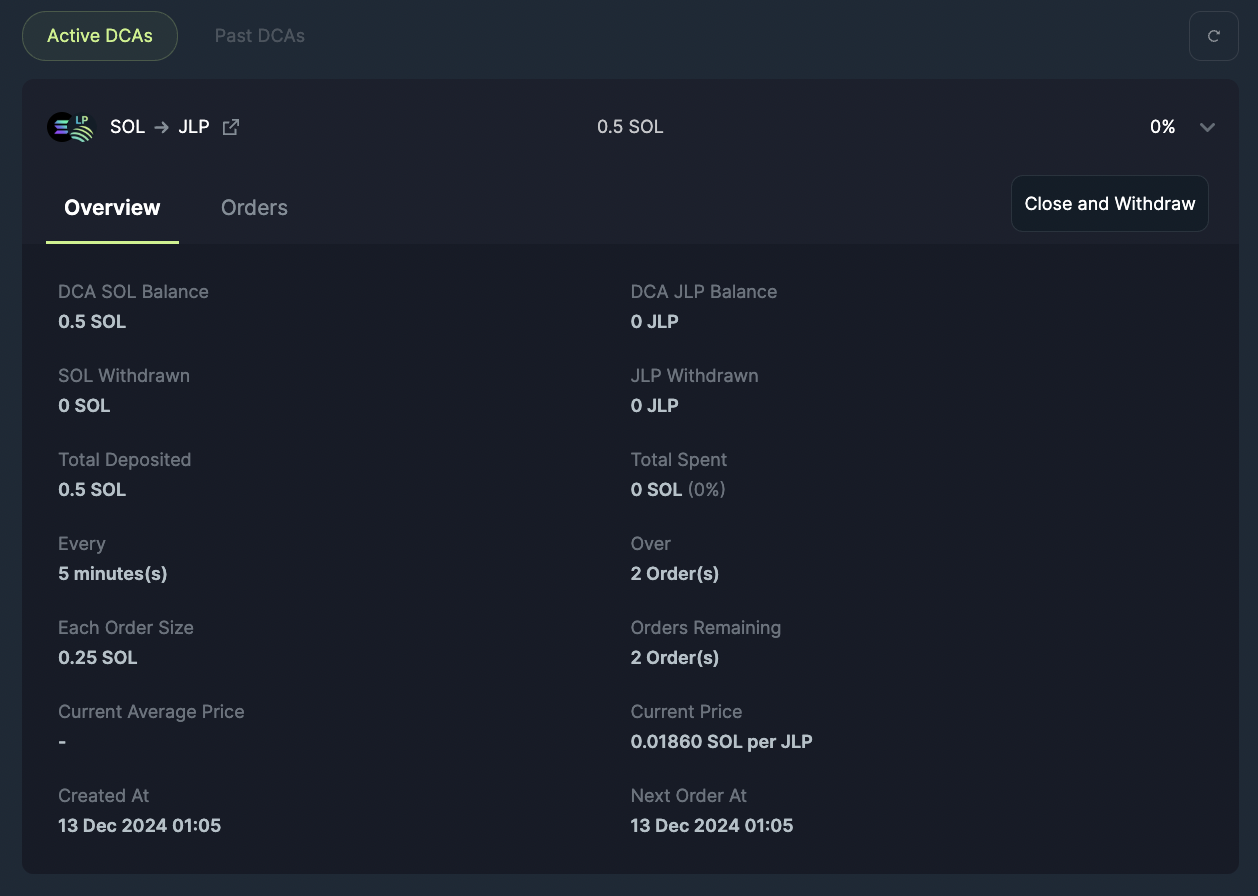 Active DCAs
Past DCAs
LP
SOL → JLP
0.5 SOL
0%
Overview
Orders
Close and Withdraw
DCA SOL Balance
DCA JLP Balance
0.5 SOL
0 JLP
SOL Withdrawn
JLP Withdrawn
0 SOL
0 JLP
Total Deposited
Total Spent
0.5 SOL
0 SOL (0%)
Every
Over
5 minutes(s)
2 Order(s)
Each Order Size
Orders Remaining
0.25 SOL
2 Order(s)
Current Average Price
Current Price
-
0.01860 SOL per JLP
Created At
Next Order At
13 Dec 2024 01:05
13 Dec 2024 01:05